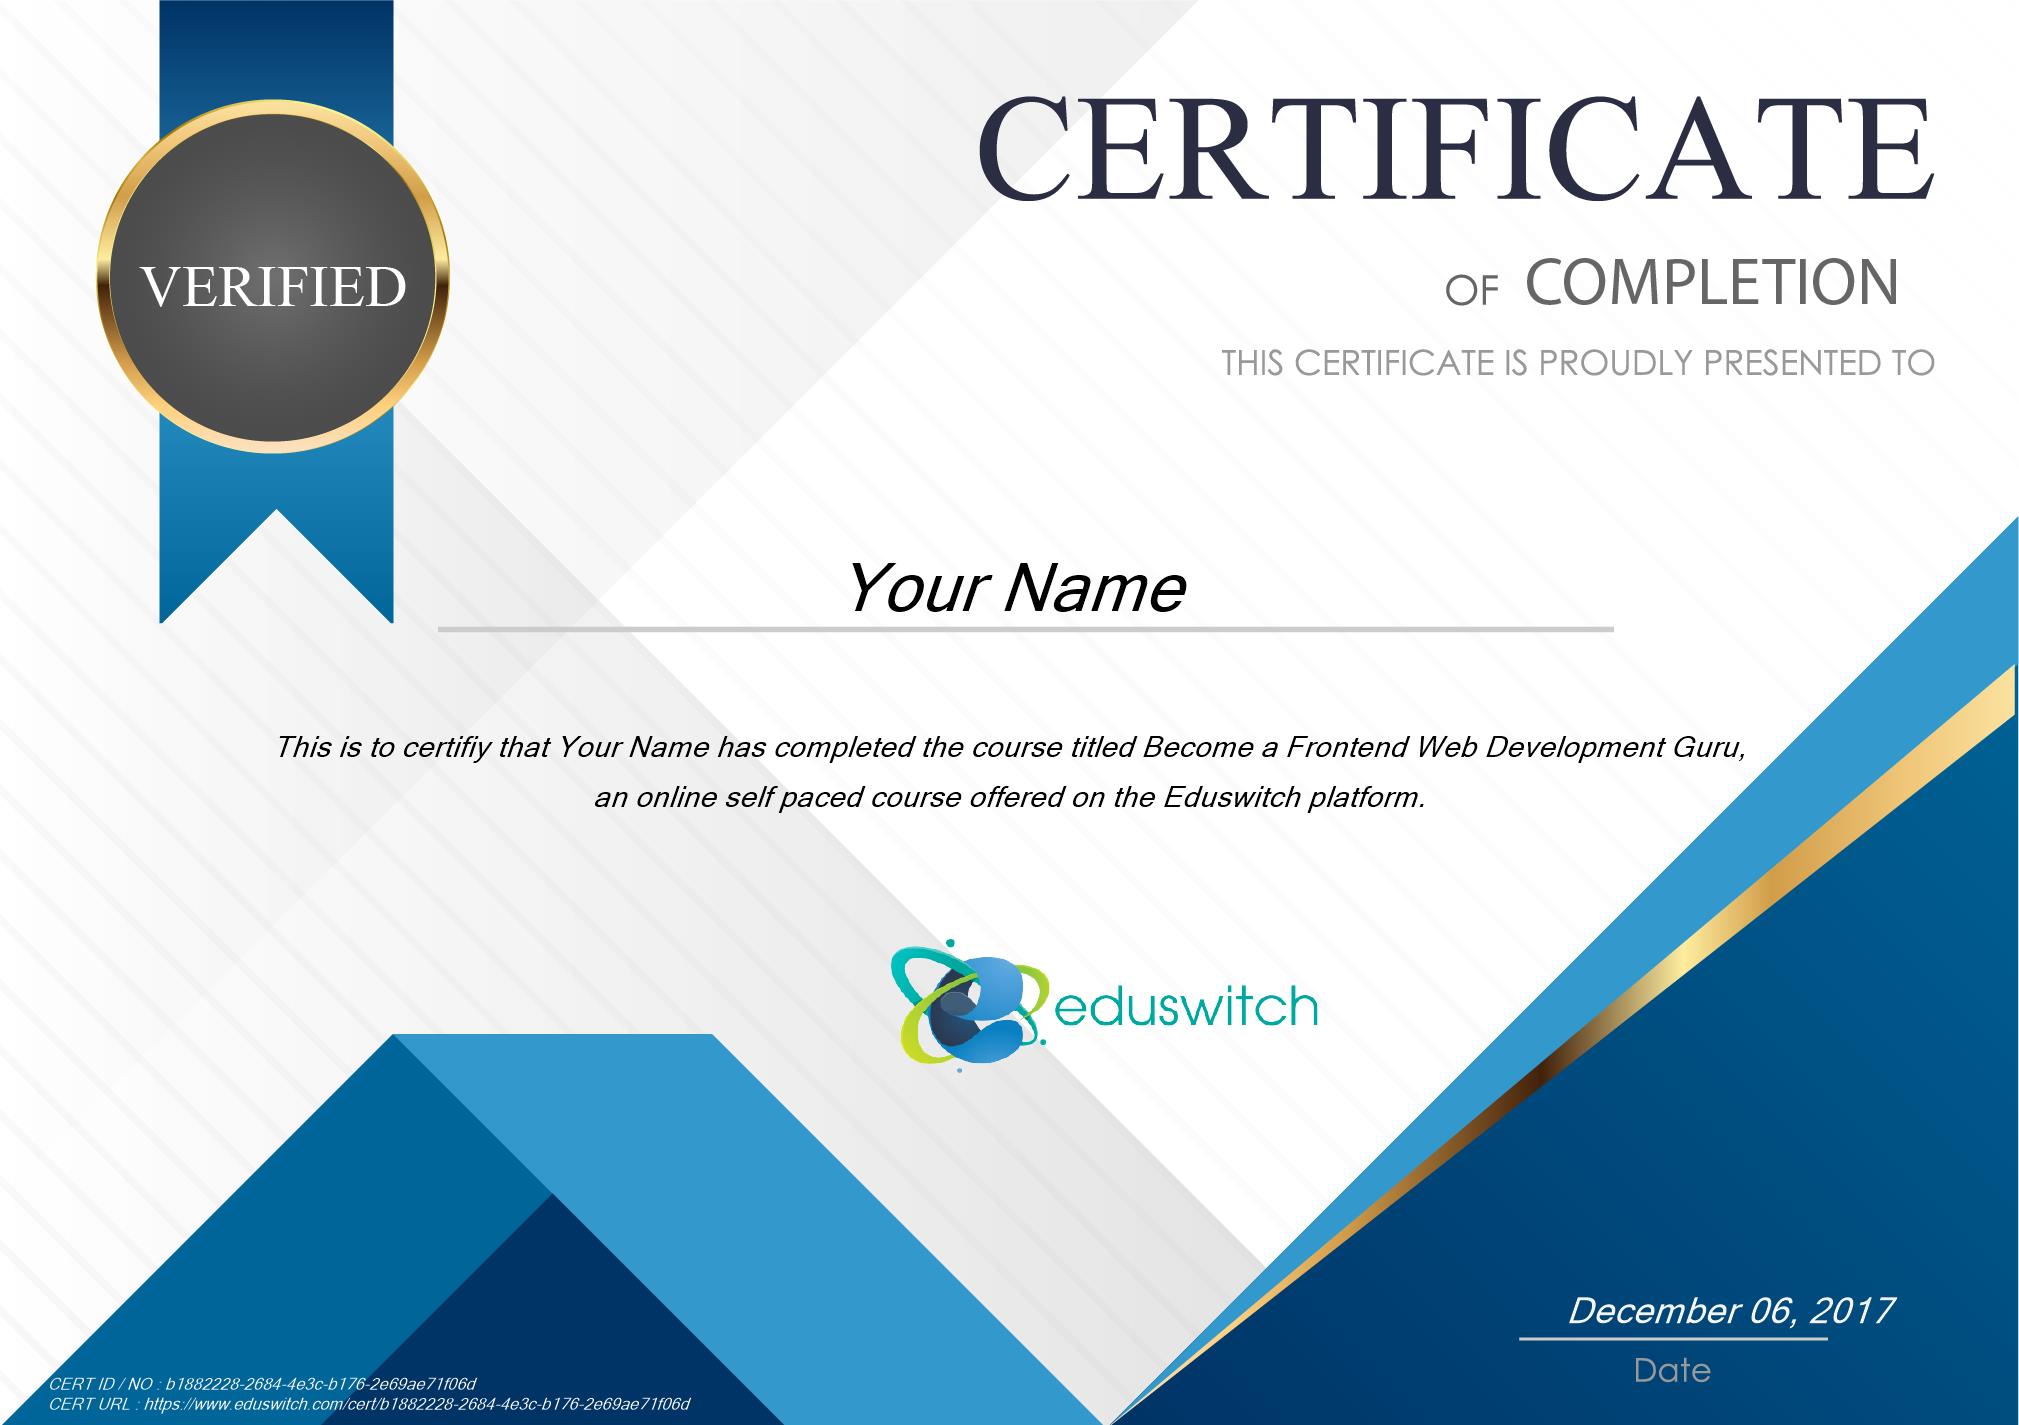 VERIFIED
CERTIFICATE
OF COMPLETION
THIS CERTIFICATE IS PROUDLY PRESENTED TO
Your Name
This is to certifiy that Your Name has completed the course titled Become a Frontend Web Development Guru,
an online self paced course offered on the Eduswitch platform.
eduswitch
December 06, 2017
Date
CERT ID / NO : b1882228-2684-4e3c-b176-2e69ae71f06d
CERT URL : https://www.eduswitch.com/cert/b1882228-2684-4e3c-b176-2e69ae71f06d